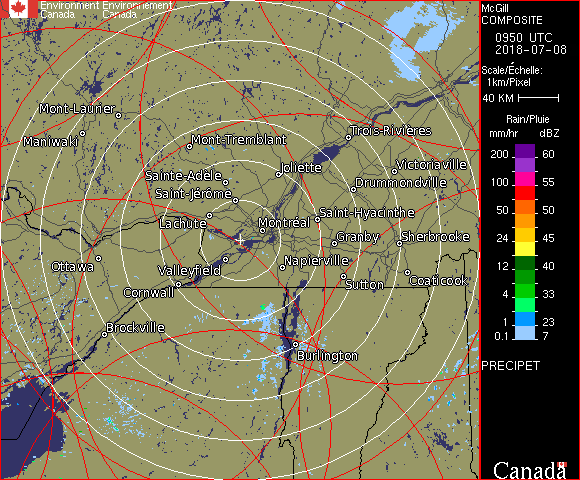 Environment Environnement
Canada Canada
McGill
COMPOSITE
0950 UTC
2018-07-08
Scale/Échelle:
1km/Pixel
40 KM
Rain/Pluie
mm/hr dBZ
200 60
100 55
50 50
24 45
12 40
4 33
1 23
0.1 7
PRECIPET
Canada
Mont-Laurier
Maniwaki
Mont-Tremblant
Trois-Rivières
Sainte-Adèle
Joliette
Victoriaville
Saint-Jérôme
Drummondville
Lachute
Montréal
Saint-Hyacinthe
Granby
Sherbrooke
Ottawa
Valleyfield
Napierville
Cornwall
Sutton
Coaticook
Brockville
Burlington